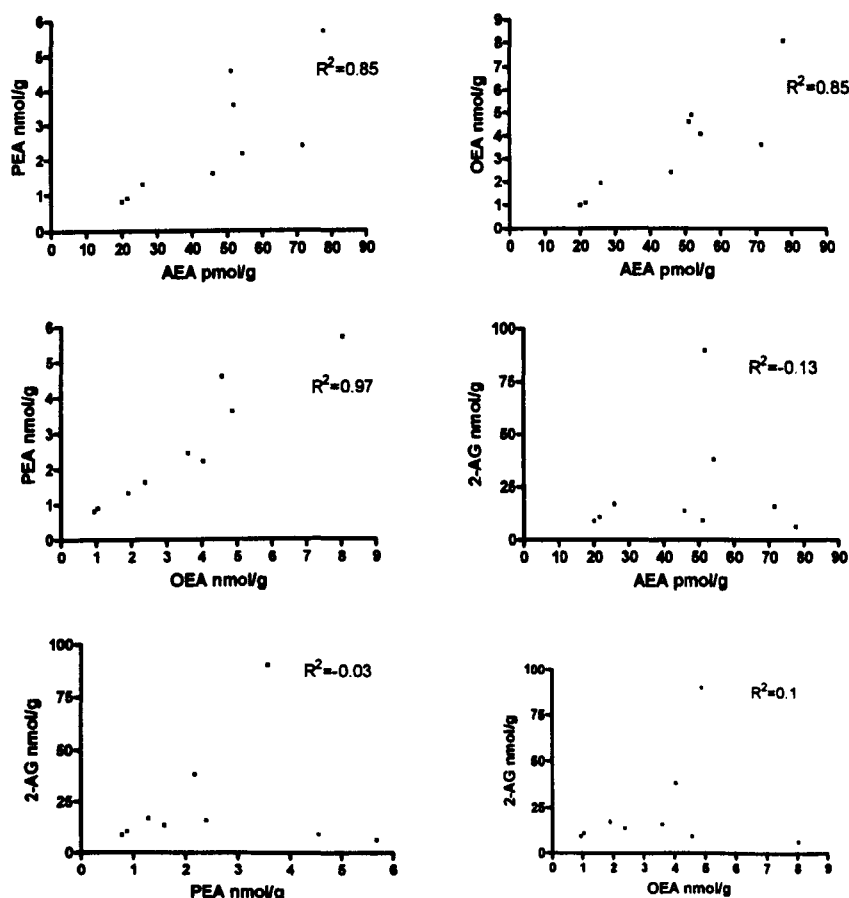 6
5
4
3
2
1
0
PEA nmol/g
R²=0.85
0 10 20 30 40 50 60 70 80 90
AEA pmol/g
9
8
7
6
5
4
3
2
1
0
OEA nmol/g
R²=0.85
0 10 20 30 40 50 60 70 80 90
AEA pmol/g
6
5
4
3
2
1
0
PEA nmol/g
R²=0.97
0 1 2 3 4 5 6 7 8 9
OEA nmol/g
100
75
50
25
0
2-AG nmol/g
R²=-0.13
0 10 20 30 40 50 60 70 80 90
AEA pmol/g
100
75
50
25
0
2-AG nmol/g
R²=-0.03
0 1 2 3 4 5 6
PEA nmol/g
100
75
50
25
0
2-AG nmol/g
R²=0.1
0 1 2 3 4 5 6 7 8 9
OEA nmol/g